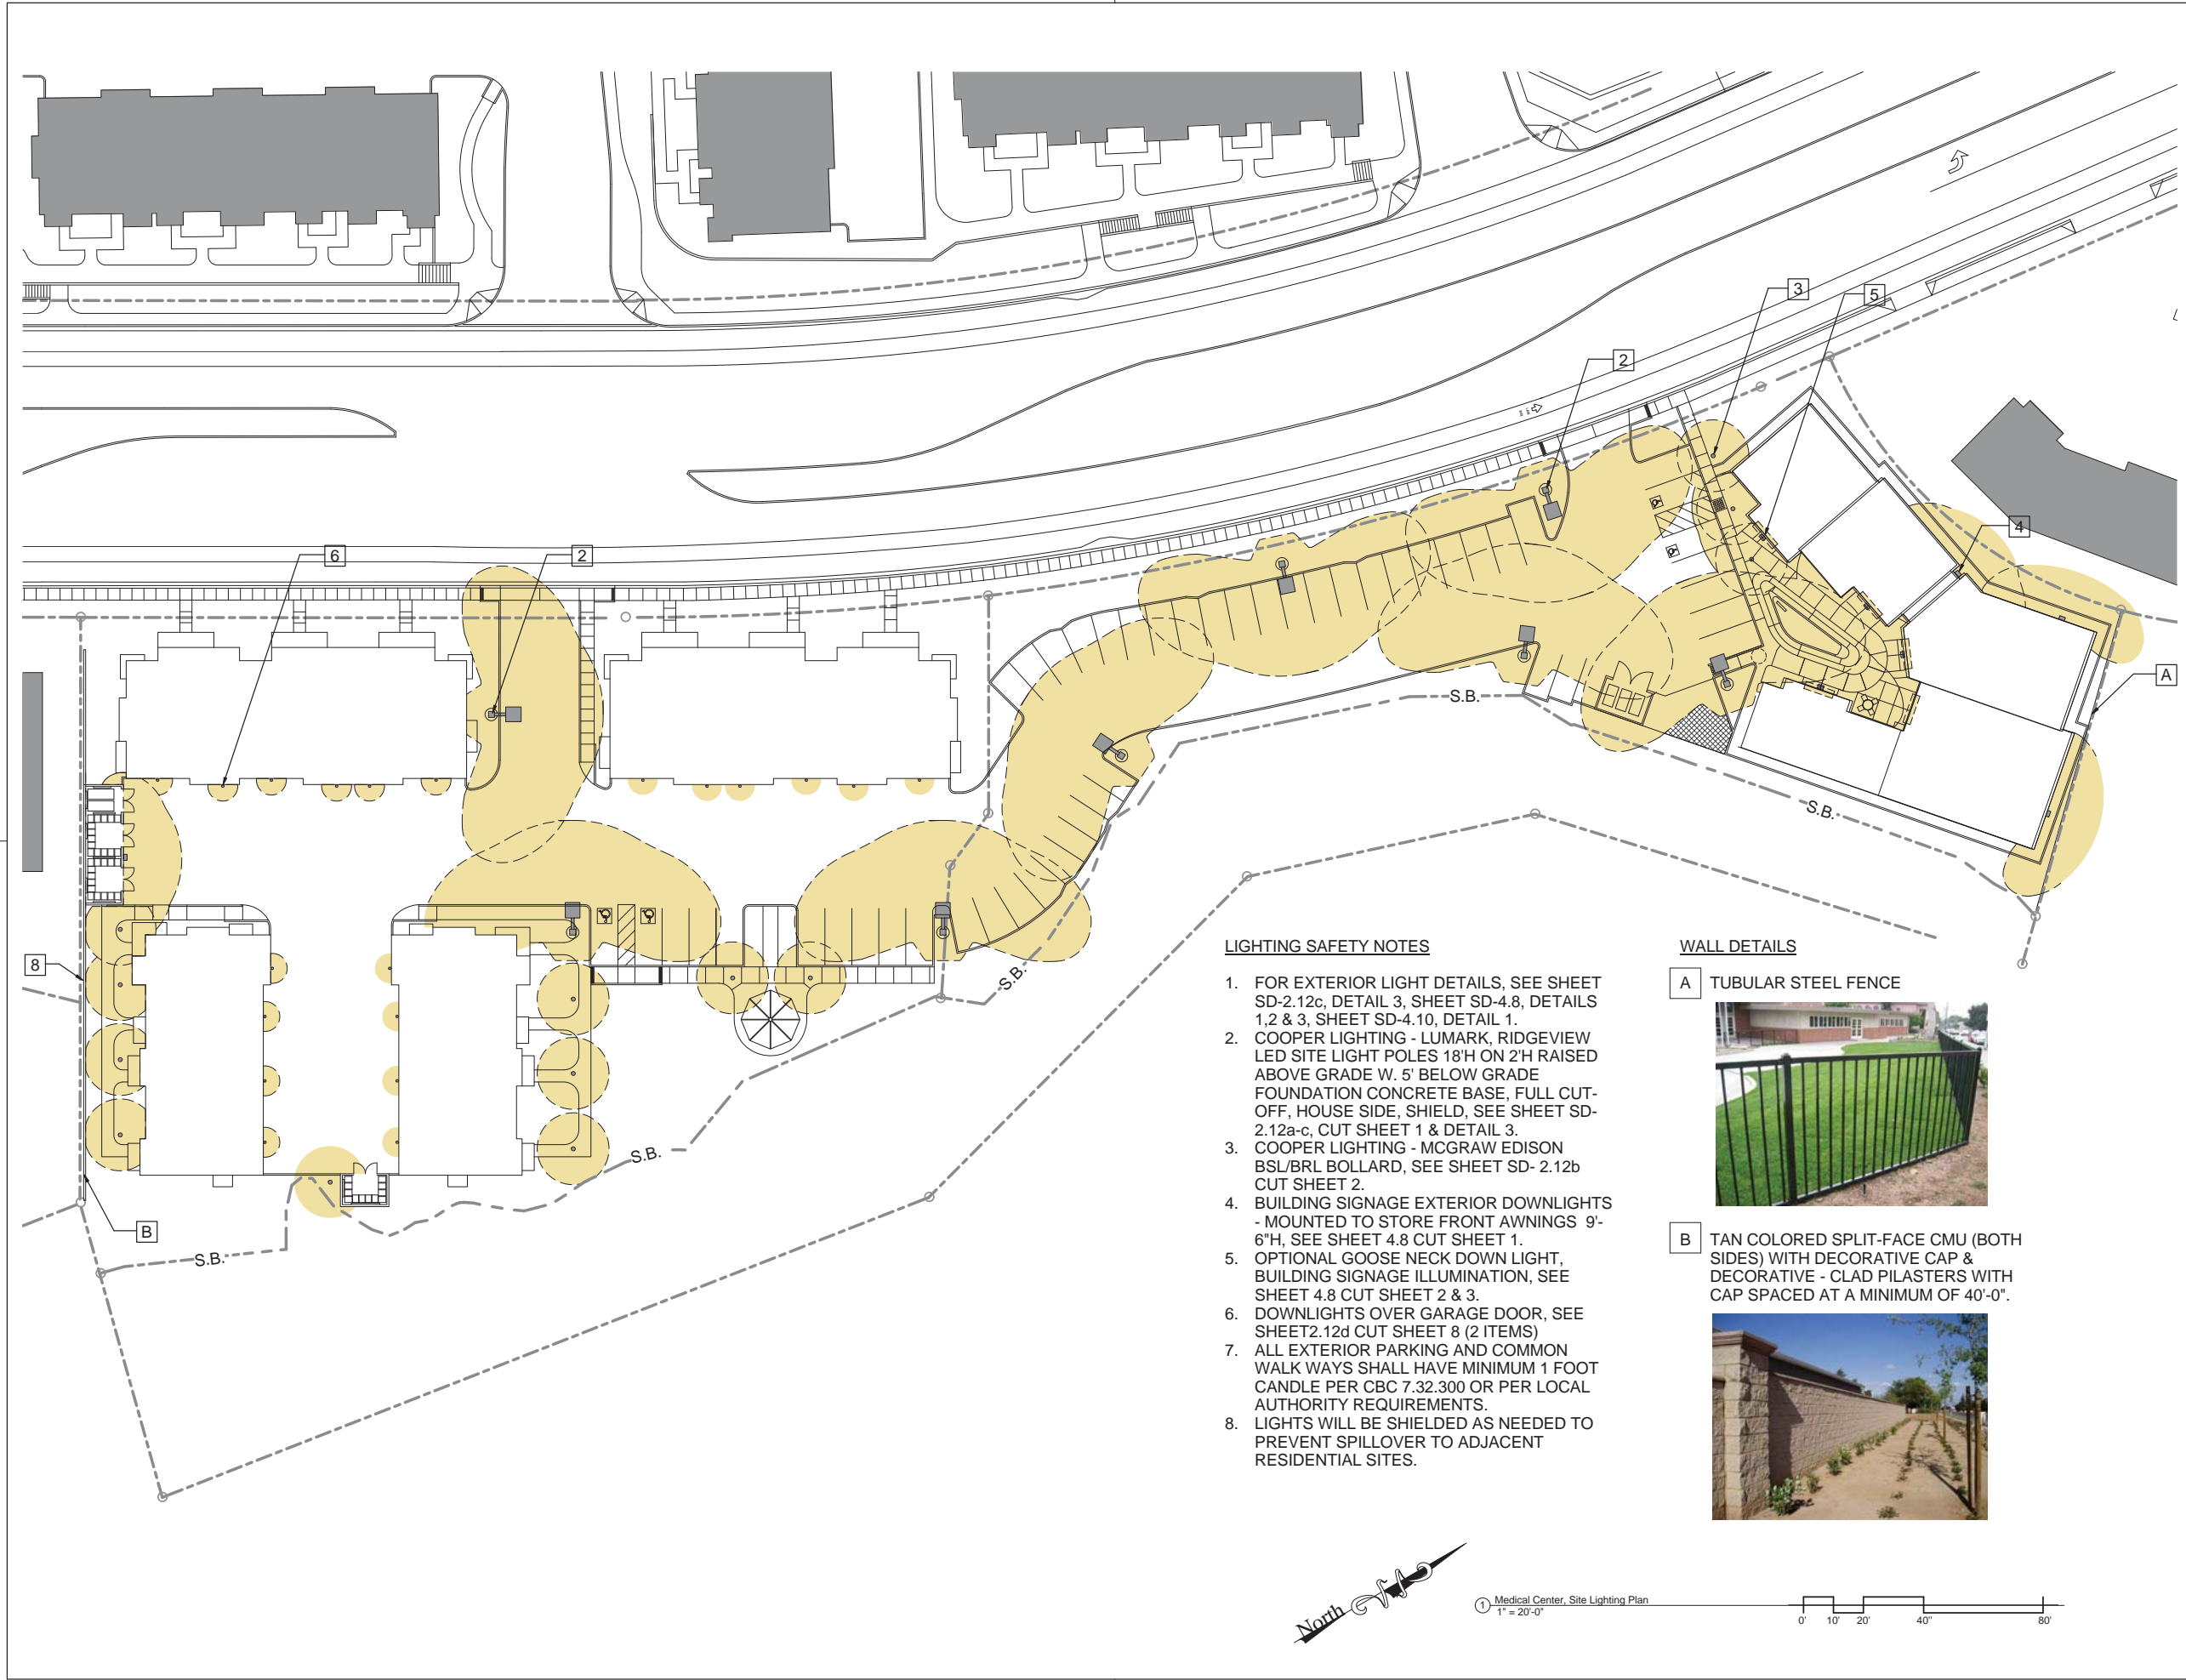 3
5
2
6
2
4
A
8
B
S.B.
S.B.
S.B.
S.B.
S.B.
LIGHTING SAFETY NOTES
1. FOR EXTERIOR LIGHT DETAILS, SEE SHEET
SD-2.12c, DETAIL 3, SHEET SD-4.8, DETAILS
1,2 & 3, SHEET SD-4.10, DETAIL 1.
2. COOPER LIGHTING - LUMARK, RIDGEVIEW
LED SITE LIGHT POLES 18'H ON 2'H RAISED
ABOVE GRADE W. 5' BELOW GRADE
FOUNDATION CONCRETE BASE, FULL CUT-
OFF, HOUSE SIDE, SHIELD, SEE SHEET SD-
2.12a-c, CUT SHEET 1 & DETAIL 3.
3. COOPER LIGHTING - MCGRAW EDISON
BSL/BRL BOLLARD, SEE SHEET SD- 2.12b
CUT SHEET 2.
4. BUILDING SIGNAGE EXTERIOR DOWNLIGHTS
- MOUNTED TO STORE FRONT AWNINGS 9'-
6"H, SEE SHEET 4.8 CUT SHEET 1.
5. OPTIONAL GOOSE NECK DOWN LIGHT,
BUILDING SIGNAGE ILLUMINATION, SEE
SHEET 4.8 CUT SHEET 2 & 3.
6. DOWNLIGHTS OVER GARAGE DOOR, SEE
SHEET2.12d CUT SHEET 8 (2 ITEMS)
7. ALL EXTERIOR PARKING AND COMMON
WALK WAYS SHALL HAVE MINIMUM 1 FOOT
CANDLE PER CBC 7.32.300 OR PER LOCAL
AUTHORITY REQUIREMENTS.
8. LIGHTS WILL BE SHIELDED AS NEEDED TO
PREVENT SPILLOVER TO ADJACENT
RESIDENTIAL SITES.
WALL DETAILS
A TUBULAR STEEL FENCE
B TAN COLORED SPLIT-FACE CMU (BOTH
SIDES) WITH DECORATIVE CAP &
DECORATIVE - CLAD PILASTERS WITH
CAP SPACED AT A MINIMUM OF 40'-0".
North
1 Medical Center, Site Lighting Plan
1" = 20'-0"
0' 10' 20' 40" 80'